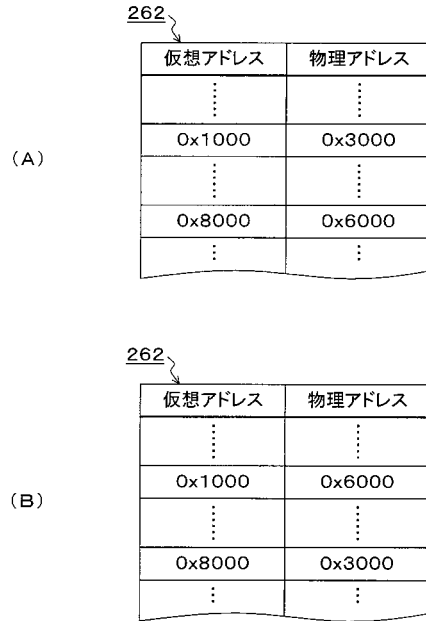 262
仮想アドレス 物理アドレス
⋮ ⋮
(A)
0x1000 0x3000
⋮ ⋮
0x8000 0x6000
⋮ ⋮
262
仮想アドレス 物理アドレス
⋮ ⋮
0x1000 0x6000
(B)
⋮ ⋮
0x8000 0x3000
⋮ ⋮